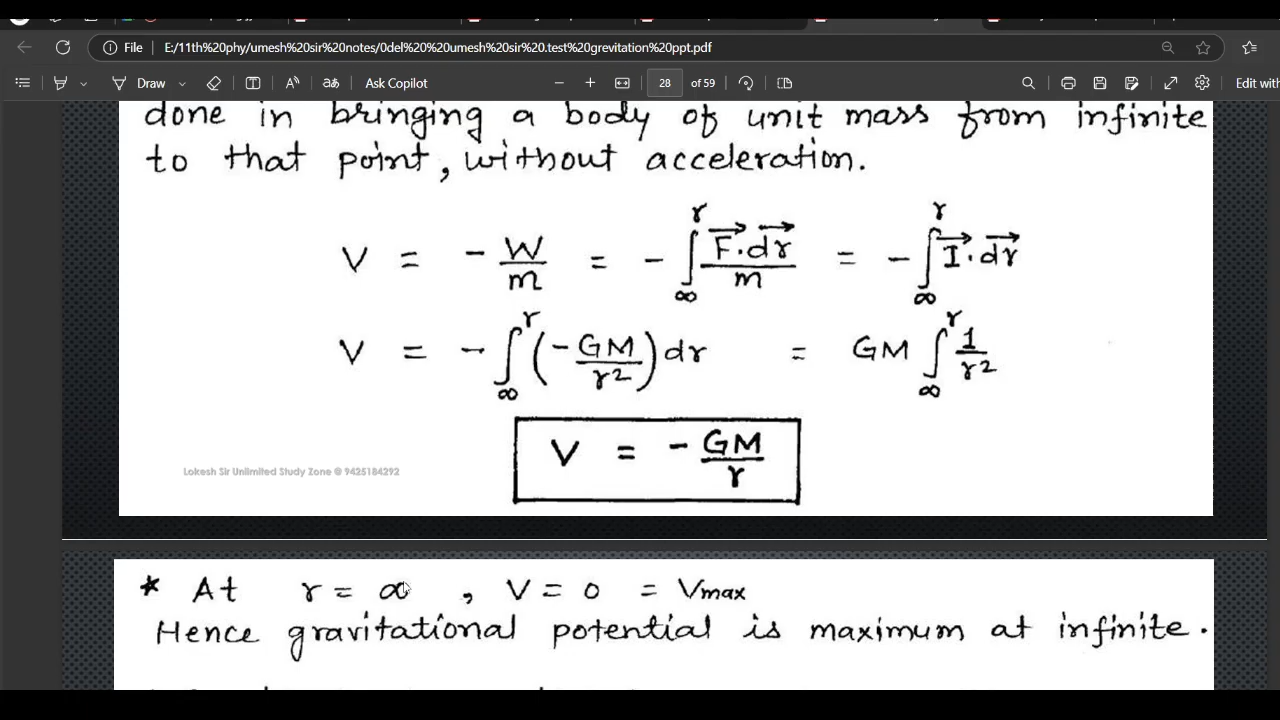 File E:/11th%20phy/umesh%20sir%20notes/0del%20%20umesh%20sir%20.test%20grevitation%20ppt.pdf
Draw aあ Ask Copilot 28 of 59 Edit with
done in bringing a body of unit mass from infinite
to that point, without acceleration.
V = - W/m = - ∫_∞^r (F⃗.dr⃗)/m = - ∫_∞^r I⃗.dr⃗
V = - ∫_∞^r (- GM/r²) dr = GM ∫_∞^r 1/r²
V = - GM/r
Lokesh Sir Unlimited Study Zone @ 9425184292
* At r = ∞ , V = 0 = Vmax
Hence gravitational potential is maximum at infinite.